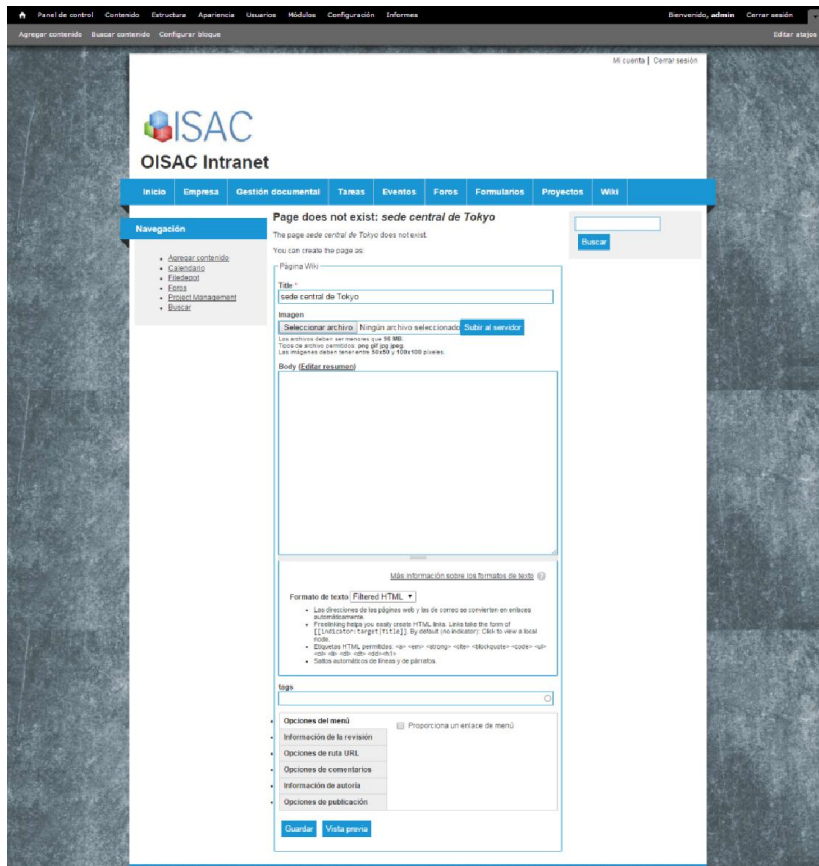 Panel de control Contenido Estructura Apariencia Usuarios Módulos Configuración Informes Bienvenido, admin Cerrar sesión
Agregar contenido Buscar contenido Configurar bloque Editar atajos
Mi cuenta | Cerrar sesión
OISAC
OISAC Intranet
Inicio Empresa Gestión documental Tareas Eventos Foros Formularios Proyectos Wiki
Navegación
Agregar contenido
Calendario
Filedepot
Foros
Project Management
Buscar
Page does not exist: sede central de Tokyo
The page sede central de Tokyo does not exist.
You can create the page as:
Página Wiki
Title *
sede central de Tokyo
Imagen
Seleccionar archivo Ningún archivo seleccionado Subir al servidor
Los archivos deben ser menores que 96 MB.
Tipos de archivo permitidos: png gif jpg jpeg.
Las imágenes deben tener entre 50x50 y 100x100 píxeles.
Body (Editar resumen)
Más información sobre los formatos de texto
Formato de texto Filtered HTML
Las direcciones de las páginas web y las de correo se convierten en enlaces
automáticamente.
Freelinking helps you easily create HTML links. Links take the form of
[[indicator:target|title]]. By default (no indicator): Click to view a local
node.
Etiquetas HTML permitidas: <a> <em> <strong> <cite> <blockquote> <code> <ul>
<ol> <li> <dl> <dt> <dd><h1>
Saltos automáticos de líneas y de párrafos.
tags
Opciones del menú
Información de la revisión
Opciones de ruta URL
Opciones de comentarios
Información de autoría
Opciones de publicación
Proporciona un enlace de menú
Guardar Vista previa
Buscar